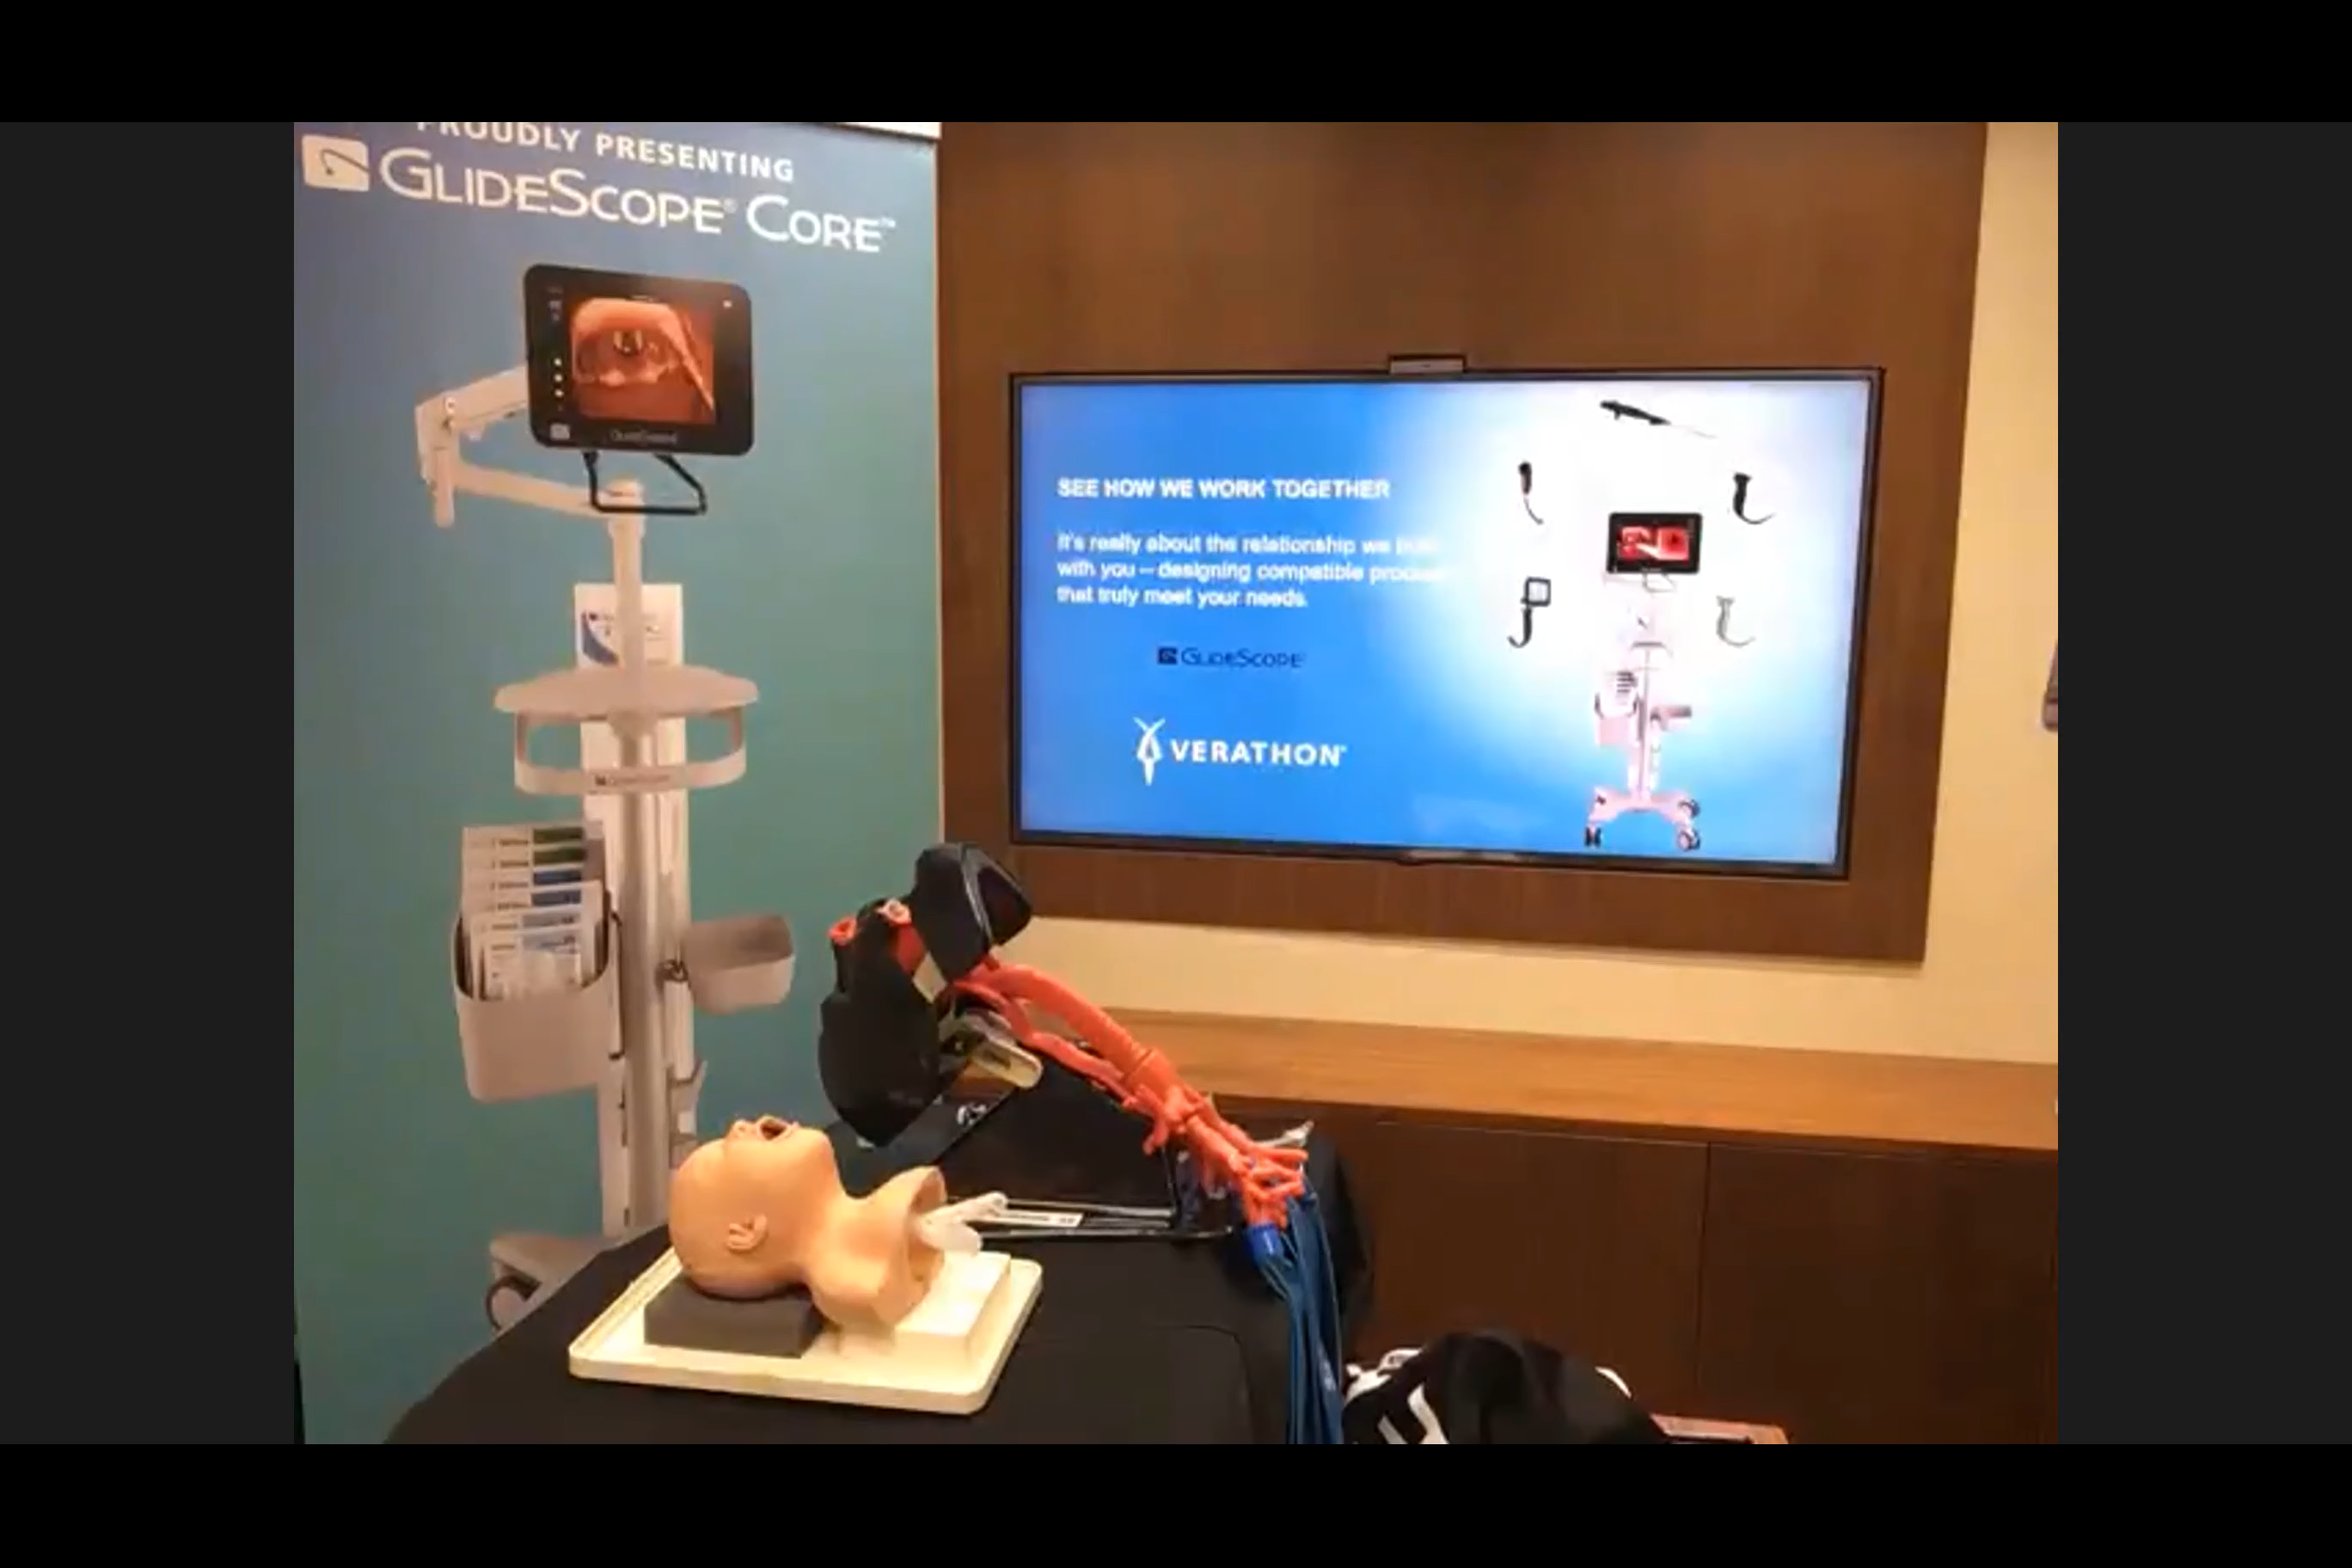 PROUDLY PRESENTING
GLIDESCOPE® CORE™
SEE HOW WE WORK TOGETHER
It's really about the relationship we
with you – designing compatible
that truly meet your needs.
GLIDESCOPE
VERATHON